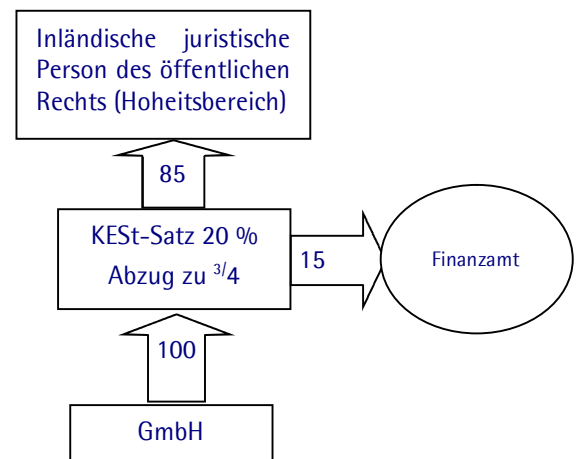 Inländische juristische
Person des öffentlichen
Rechts (Hoheitsbereich)
85
KESt-Satz 20 %
Abzug zu ³/4
15
Finanzamt
100
GmbH